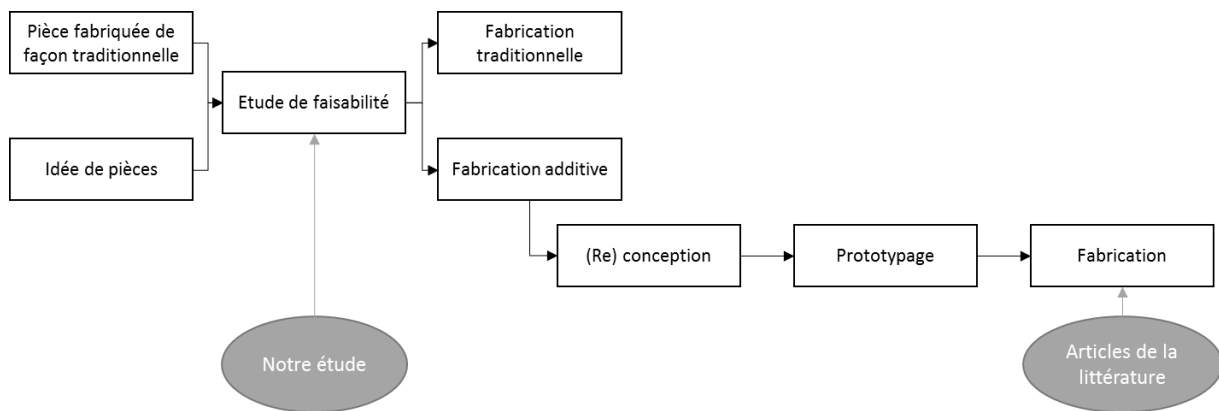 Pièce fabriquée de
façon traditionnelle
Idée de pièces
Etude de faisabilité
Fabrication
traditionnelle
Fabrication additive
(Re) conception
Prototypage
Fabrication
Notre étude
Articles de la
littérature